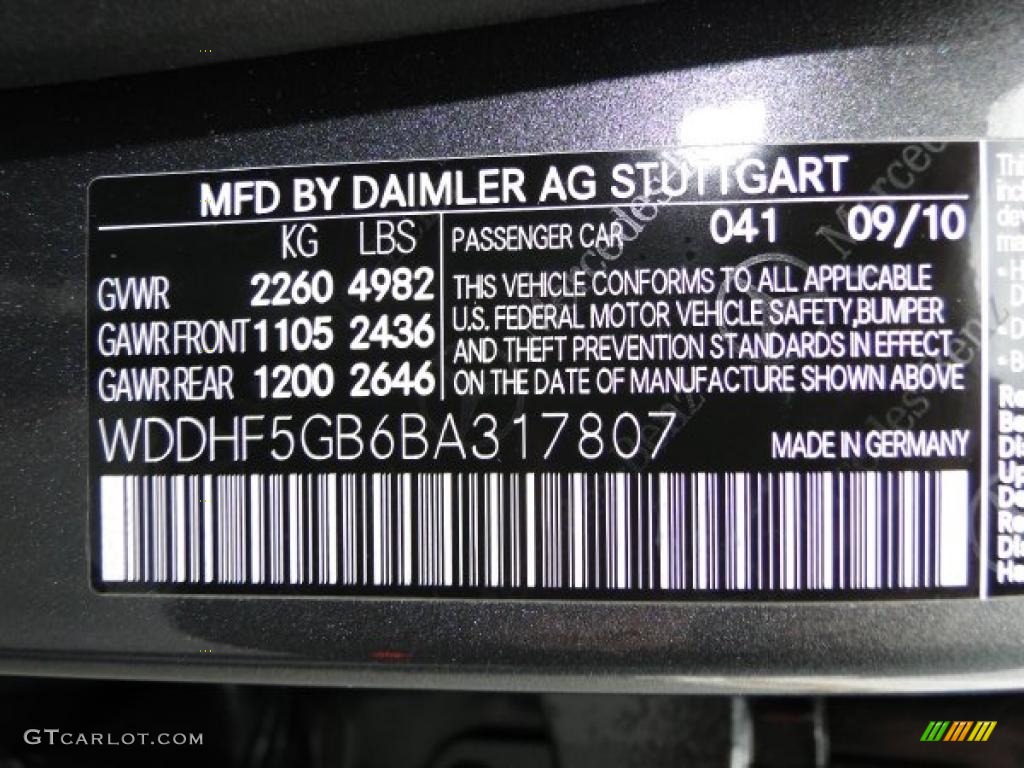 MFD BY DAIMLER AG STUTTGART
KG LBS
GVWR 2260 4982
GAWR FRONT 1105 2436
GAWR REAR 1200 2646
PASSENGER CAR 041 09/10
THIS VEHICLE CONFORMS TO ALL APPLICABLE
U.S. FEDERAL MOTOR VEHICLE SAFETY,BUMPER
AND THEFT PREVENTION STANDARDS IN EFFECT
ON THE DATE OF MANUFACTURE SHOWN ABOVE
WDDHF5GB6BA317807
MADE IN GERMANY
GTCARLOT.COM